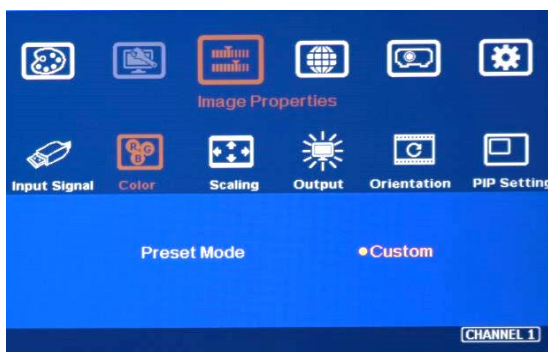 Image Properties
R G B
Input Signal Color Scaling Output Orientation PIP Setting
Preset Mode Custom
CHANNEL 1